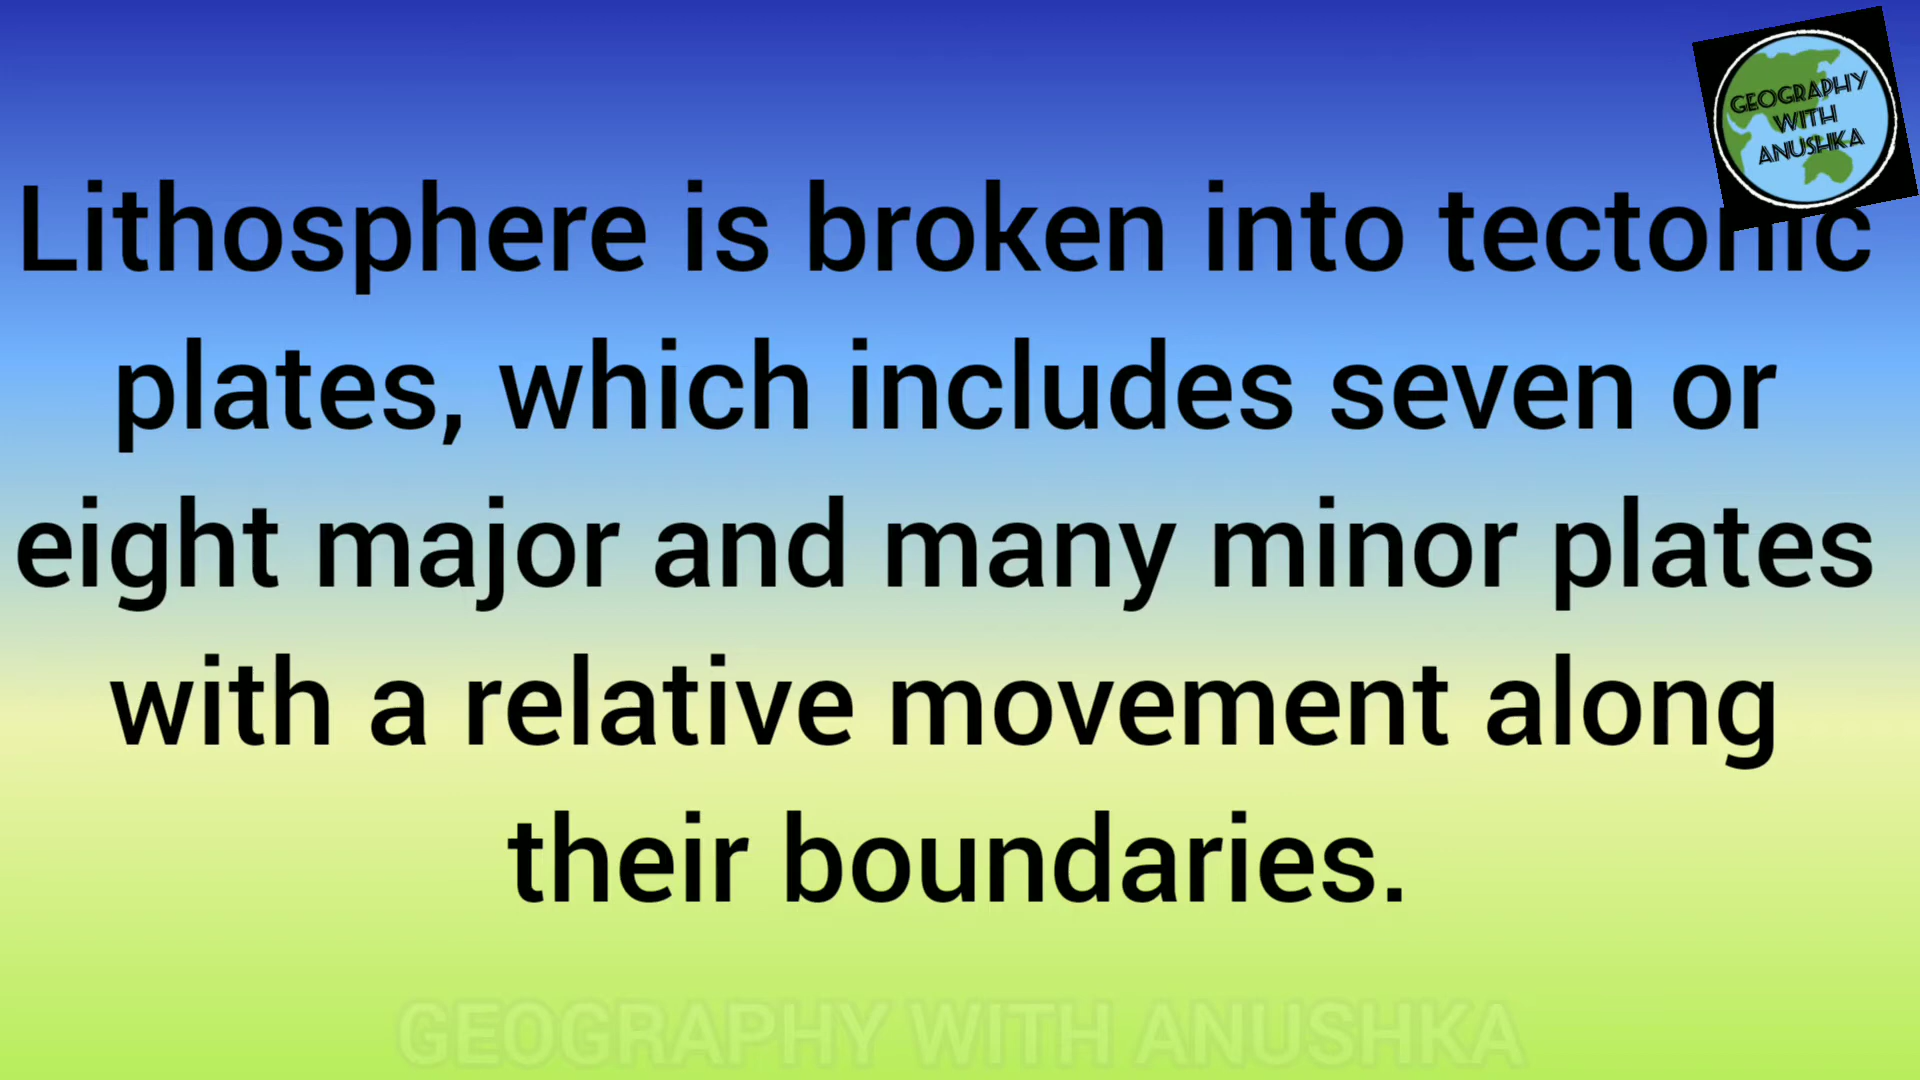 GEOGRAPHY
WITH
ANUSHKA
Lithosphere is broken into tectonic
plates, which includes seven or
eight major and many minor plates
with a relative movement along
their boundaries.
GEOGRAPHY WITH ANUSHKA